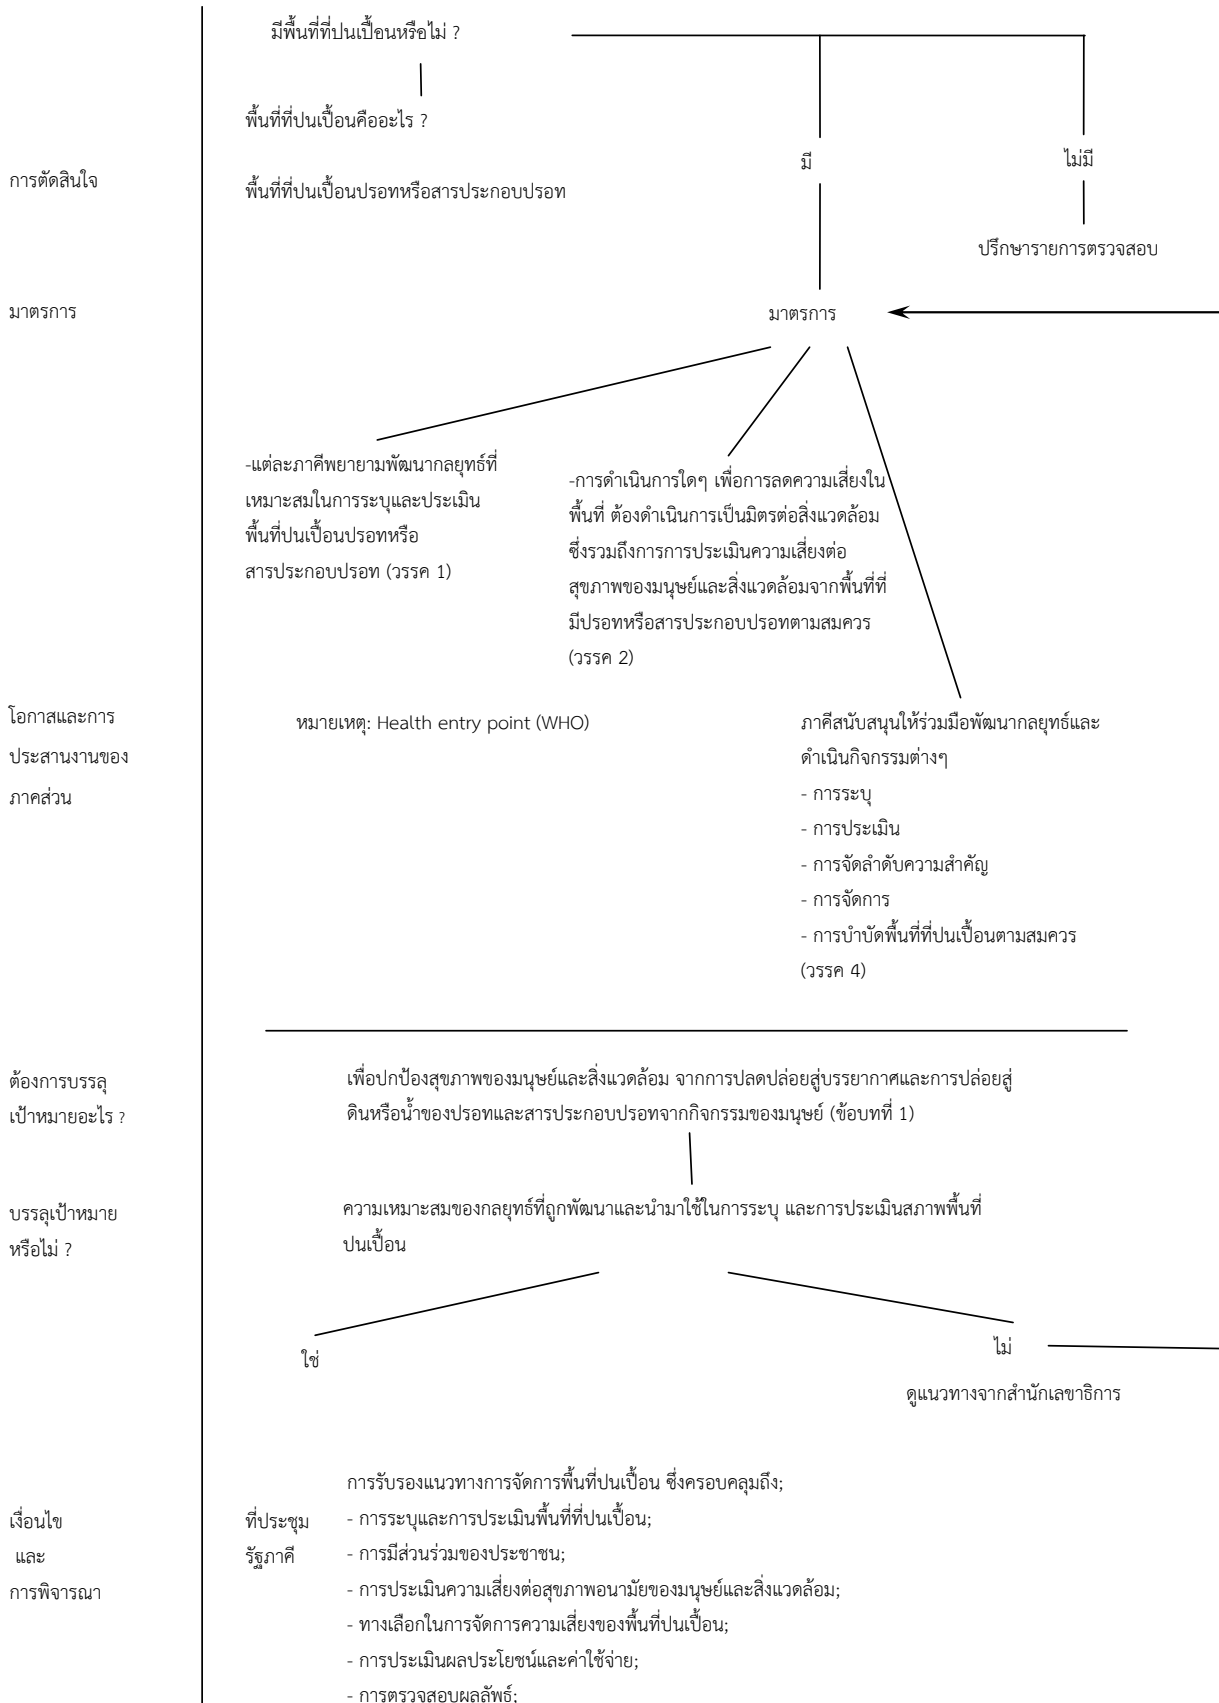 มีพื้นที่ที่ปนเปื้อนหรือไม่ ?
พื้นที่ที่ปนเปื้อนคืออะไร ?
มี
ไม่มี
การตัดสินใจ
พื้นที่ที่ปนเปื้อนปรอทหรือสารประกอบปรอท
ปรึกษารายการตรวจสอบ
มาตรการ
มาตรการ
-แต่ละภาคีพยายามพัฒนากลยุทธ์ที่
เหมาะสมในการระบุและประเมิน
พื้นที่ปนเปื้อนปรอทหรือ
สารประกอบปรอท (วรรค 1)
-การดำเนินการใดๆ เพื่อการลดความเสี่ยงใน
พื้นที่ ต้องดำเนินการเป็นมิตรต่อสิ่งแวดล้อม
ซึ่งรวมถึงการการประเมินความเสี่ยงต่อ
สุขภาพของมนุษย์และสิ่งแวดล้อมจากพื้นที่ที่
มีปรอทหรือสารประกอบปรอทตามสมควร
(วรรค 2)
โอกาสและการ
ประสานงานของ
ภาคส่วน
หมายเหตุ: Health entry point (WHO)
ภาคีสนับสนุนให้ร่วมมือพัฒนากลยุทธ์และ
ดำเนินกิจกรรมต่างๆ
- การระบุ
- การประเมิน
- การจัดลำดับความสำคัญ
- การจัดการ
- การบำบัดพื้นที่ที่ปนเปื้อนตามสมควร
(วรรค 4)
ต้องการบรรลุ
เป้าหมายอะไร ?
เพื่อปกป้องสุขภาพของมนุษย์และสิ่งแวดล้อม จากการปลดปล่อยสู่บรรยากาศและการปล่อยสู่
ดินหรือน้ำของปรอทและสารประกอบปรอทจากกิจกรรมของมนุษย์ (ข้อบทที่ 1)
บรรลุเป้าหมาย
หรือไม่ ?
ความเหมาะสมของกลยุทธ์ที่ถูกพัฒนาและนำมาใช้ในการระบุ และการประเมินสภาพพื้นที่
ปนเปื้อน
ใช่
ไม่
ดูแนวทางจากสำนักเลขาธิการ
เงื่อนไข
และ
การพิจารณา
ที่ประชุม
รัฐภาคี
การรับรองแนวทางการจัดการพื้นที่ปนเปื้อน ซึ่งครอบคลุมถึง;
- การระบุและการประเมินพื้นที่ที่ปนเปื้อน;
- การมีส่วนร่วมของประชาชน;
- การประเมินความเสี่ยงต่อสุขภาพอนามัยของมนุษย์และสิ่งแวดล้อม;
- ทางเลือกในการจัดการความเสี่ยงของพื้นที่ปนเปื้อน;
- การประเมินผลประโยชน์และค่าใช้จ่าย;
- การตรวจสอบผลลัพธ์;